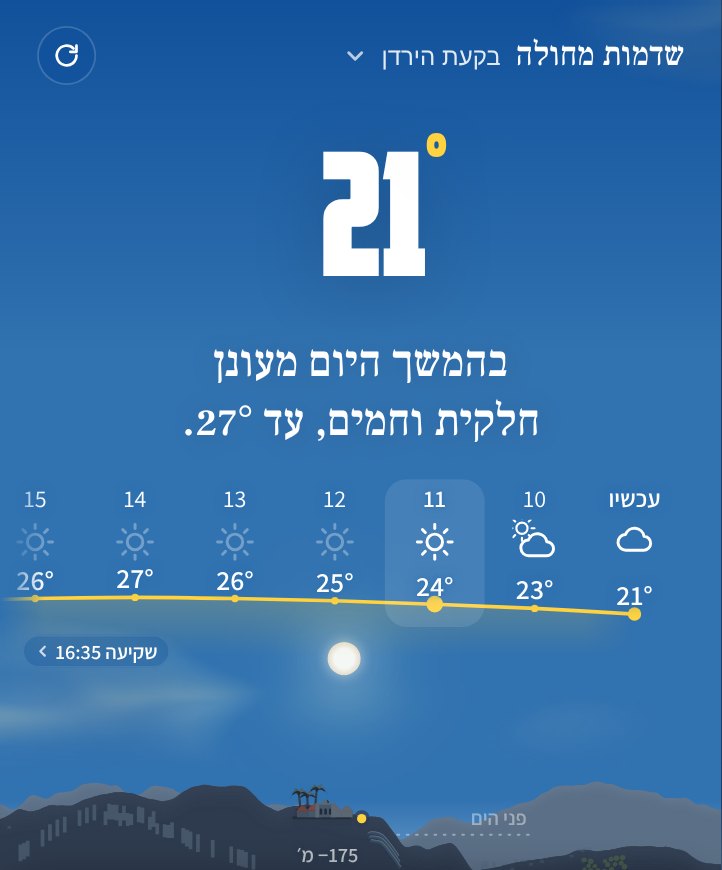 שדמות מחולה בקעת הירדן
21°
בהמשך היום מעונן
חלקית וחמים, עד 27°.
עכשיו 10 11 12 13 14 15
21° 23° 24° 25° 26° 27° 26°
שקיעה 16:35
פני הים
−175 מ׳